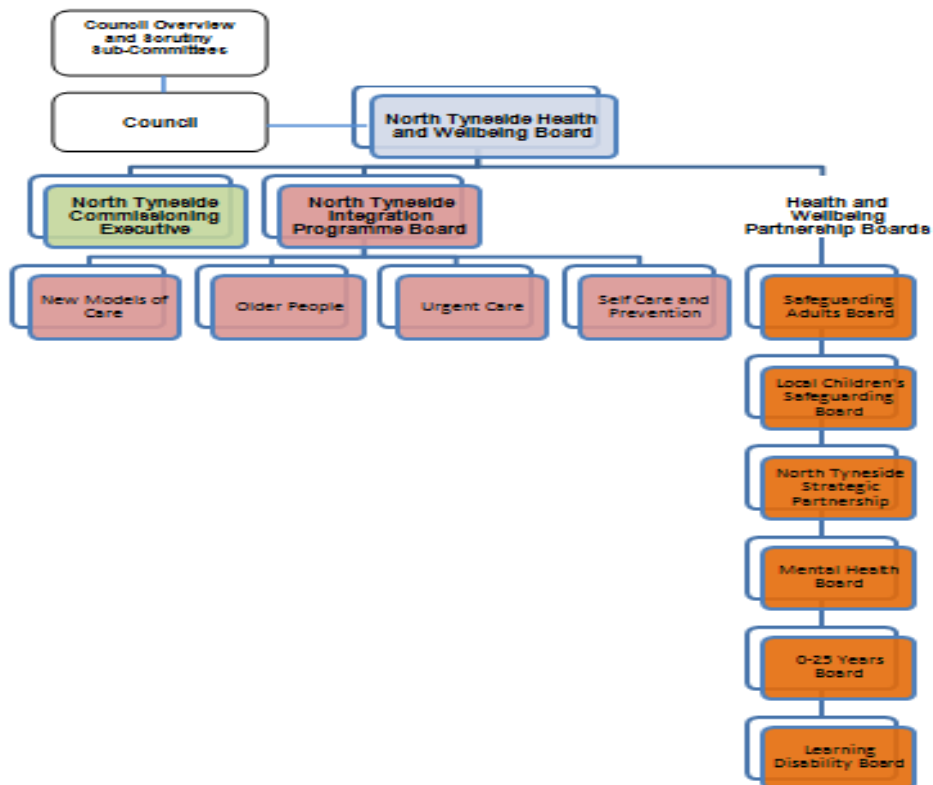 Council Overview
and Scrutiny
Sub-Committees
Council
North Tyneside Health
and Wellbeing Board
North Tyneside
Commissioning
Executive
North Tyneside
Integration
Programme Board
Health and
Wellbeing
Partnership Boards
New Models of
Care
Older People
Urgent Care
Self Care and
Prevention
Safeguarding
Adults Board
Local Children's
Safeguarding
Board
North Tyneside
Strategic
Partnership
Mental Health
Board
0-25 Years
Board
Learning
Disability Board